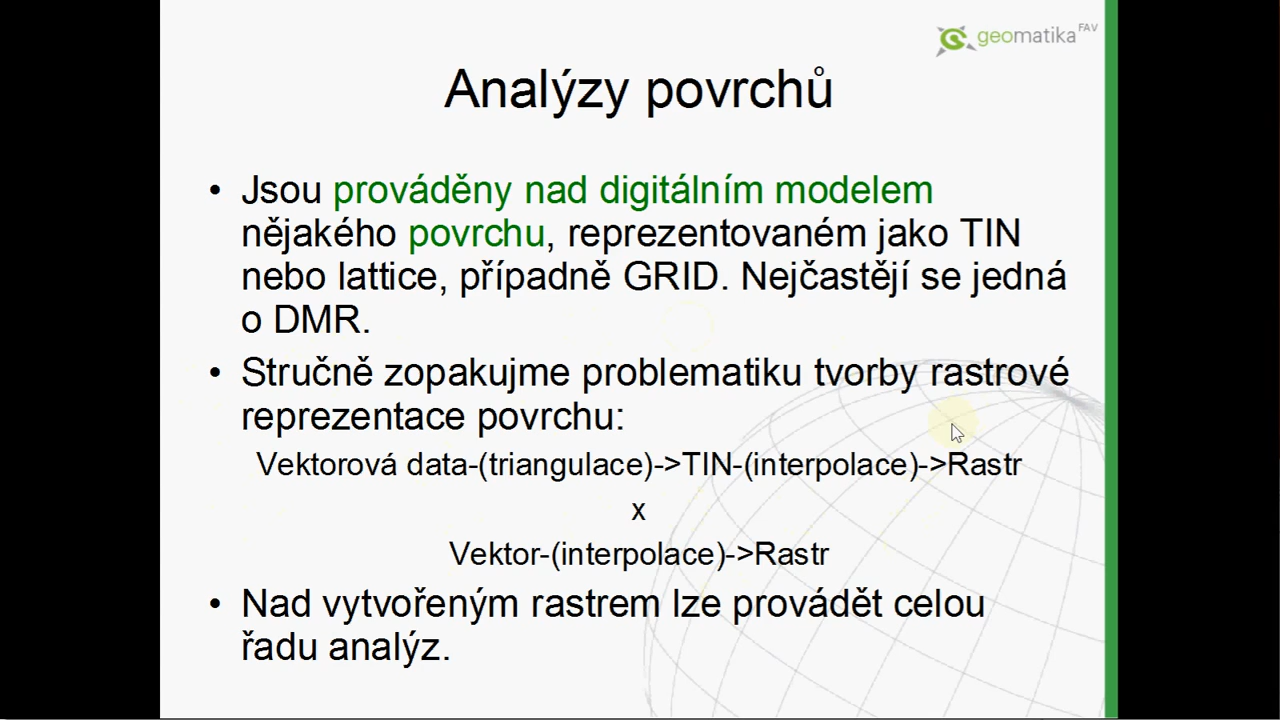 geomatika FAV
Analýzy povrchů
• Jsou prováděny nad digitálním modelem
nějakého povrchu, reprezentovaném jako TIN
nebo lattice, případně GRID. Nejčastějí se jedná
o DMR.
• Stručně zopakujme problematiku tvorby rastrové
reprezentace povrchu:
Vektorová data-(triangulace)->TIN-(interpolace)->Rastr
x
Vektor-(interpolace)->Rastr
• Nad vytvořeným rastrem lze provádět celou
řadu analýz.